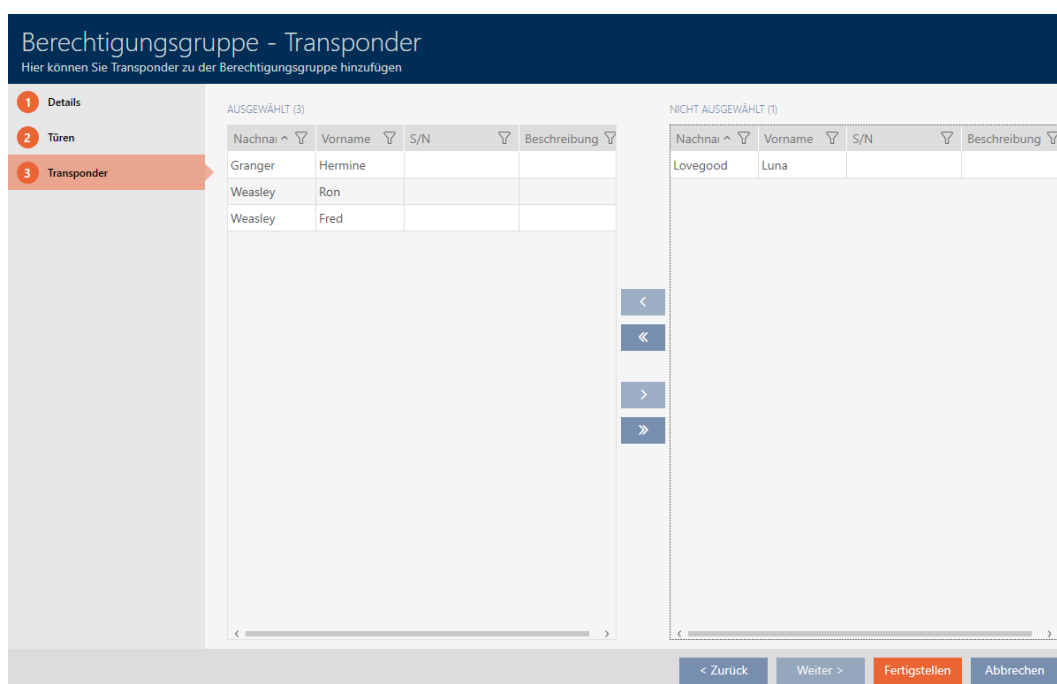 Berechtigungsgruppe - Transponder
Hier können Sie Transponder zu der Berechtigungsgruppe hinzufügen
1 Details
2 Türen
3 Transponder
AUSGEWÄHLT (3)
Nachnai Vorname S/N Beschreibung
Granger Hermine
Weasley Ron
Weasley Fred
NICHT AUSGEWÄHLT (1)
Nachnai Vorname S/N Beschreibung
Lovegood Luna
< Zurück Weiter > Fertigstellen Abbrechen